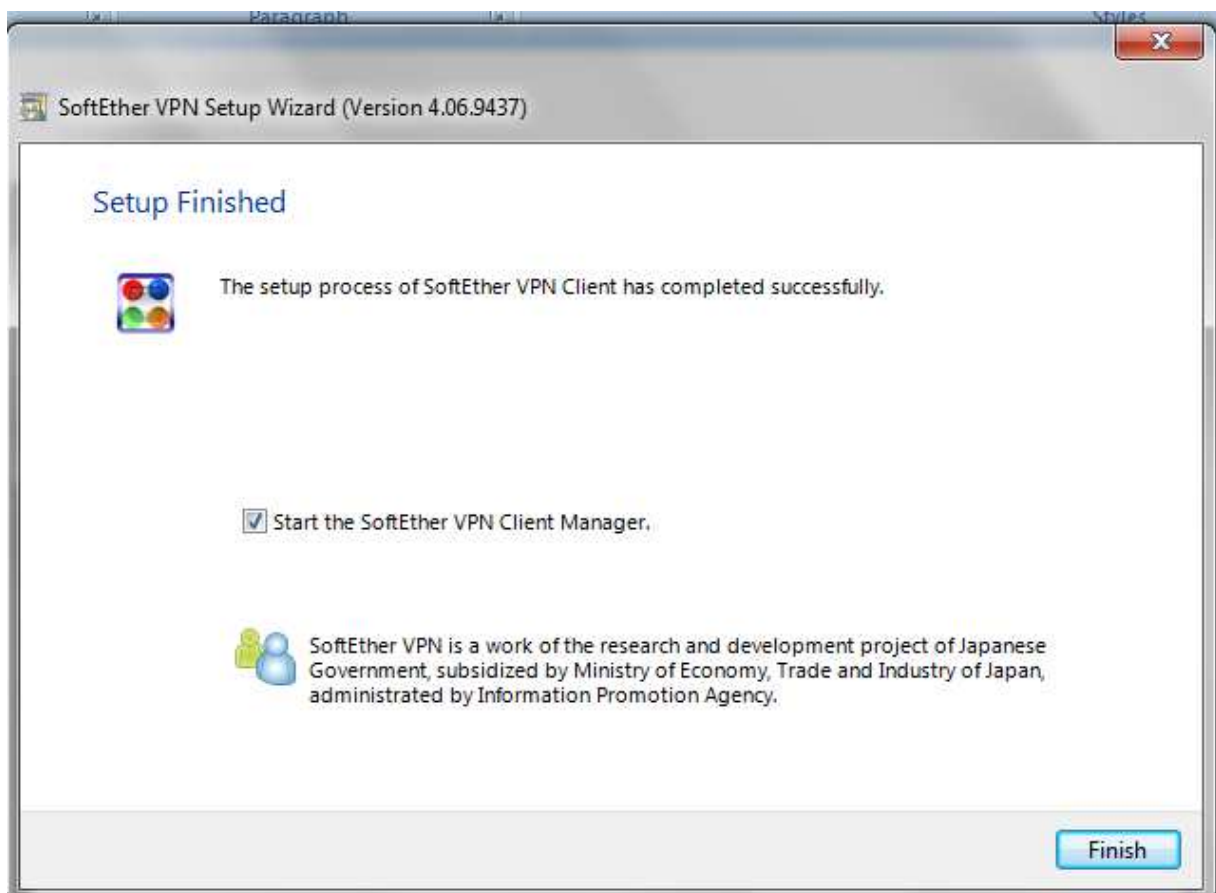 Paragraph Styles
SoftEther VPN Setup Wizard (Version 4.06.9437)
Setup Finished
The setup process of SoftEther VPN Client has completed successfully.
Start the SoftEther VPN Client Manager.
SoftEther VPN is a work of the research and development project of Japanese
Government, subsidized by Ministry of Economy, Trade and Industry of Japan,
administrated by Information Promotion Agency.
Finish